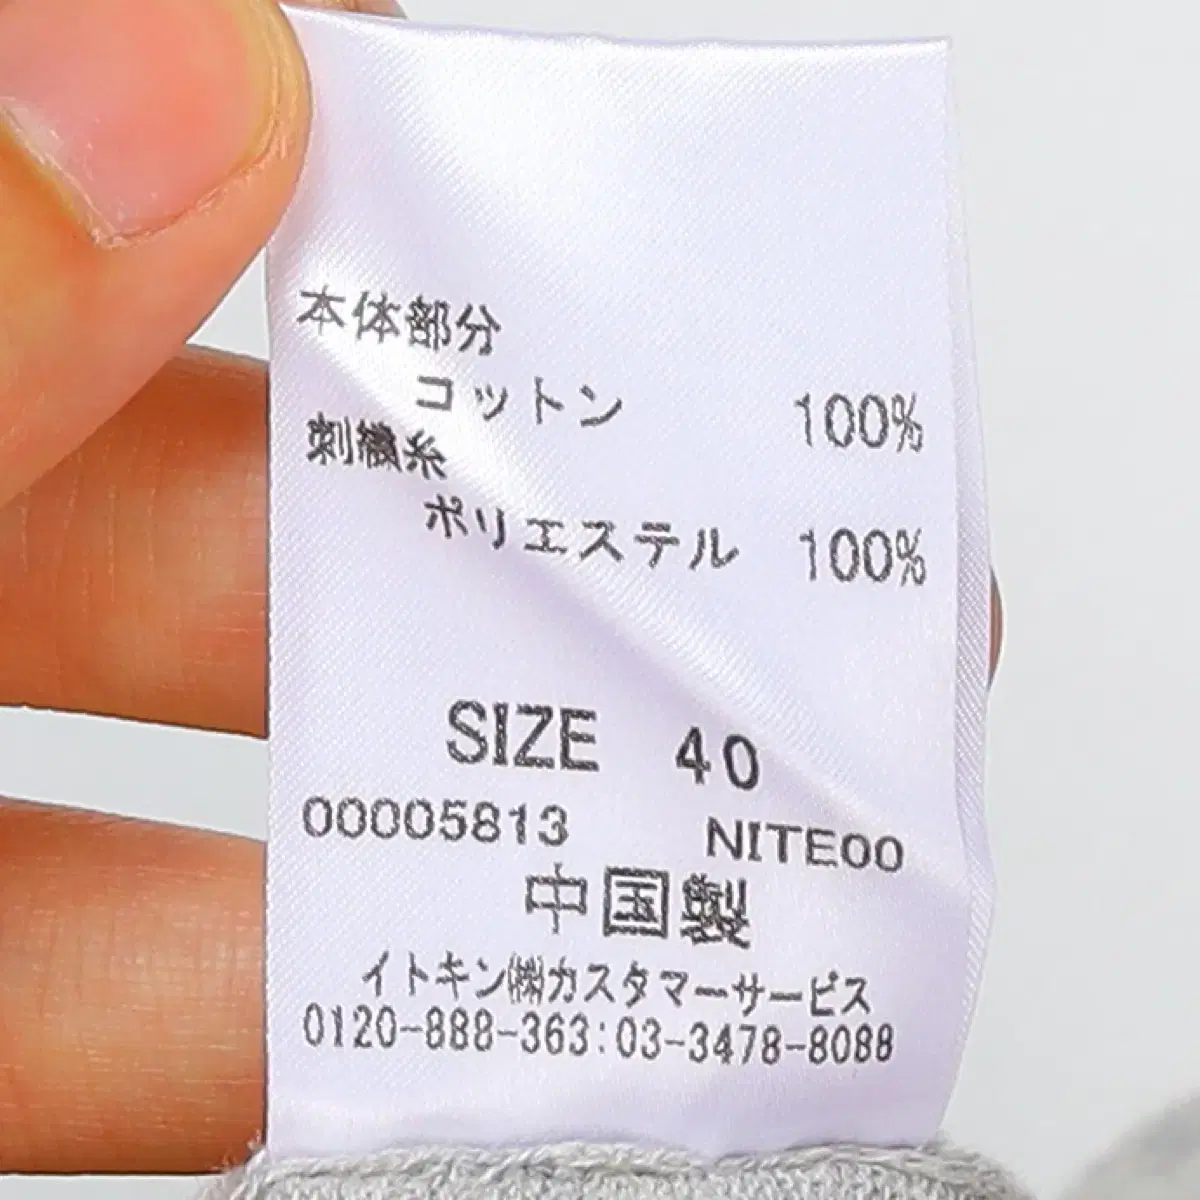 本体部分
コットン 100%
刺繍糸
ポリエステル 100%
SIZE 40
00005813 NITE00
中国製
イトキン㈱カスタマーサービス
0120-888-363:03-3478-8088